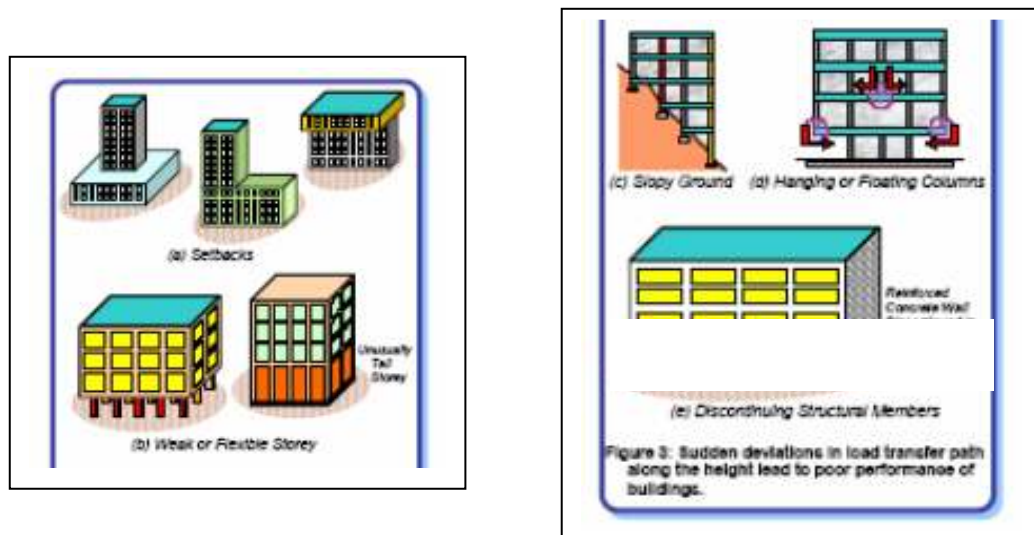 (a) Setbacks
Unusually
Tall
Storey
(b) Weak or Flexible Storey
(c) Slopy Ground
(d) Hanging or Floating Columns
Reinforced
Concrete Wall
(e) Discontinuing Structural Members
Figure 3: Sudden deviations in load transfer path
along the height lead to poor performance of
buildings.